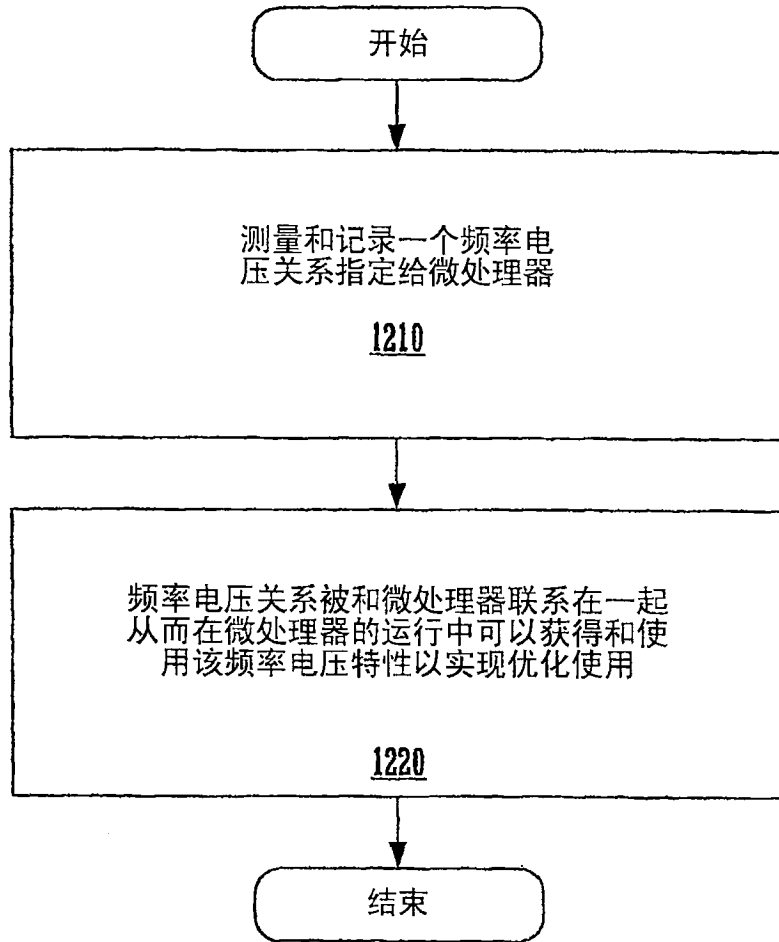 开始
测量和记录一个频率电
压关系指定给微处理器
1210
频率电压关系被和微处理器联系在一起
从而在微处理器的运行中可以获得和使
用该频率电压特性以实现优化使用
1220
结束